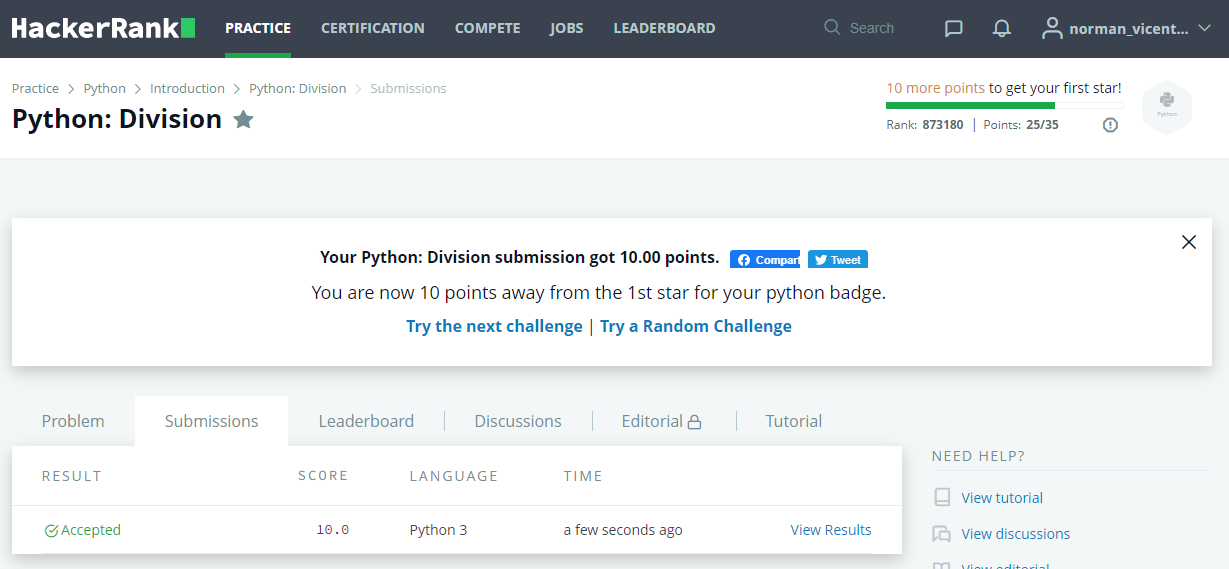 HackerRank PRACTICE CERTIFICATION COMPETE JOBS LEADERBOARD Search norman_vicent...
Practice > Python > Introduction > Python: Division > Submissions
Python: Division
10 more points to get your first star!
Rank: 873180 | Points: 25/35
Python
Your Python: Division submission got 10.00 points. Compart Tweet
You are now 10 points away from the 1st star for your python badge.
Try the next challenge | Try a Random Challenge
Problem Submissions Leaderboard Discussions Editorial Tutorial
RESULT SCORE LANGUAGE TIME
Accepted 10.0 Python 3 a few seconds ago View Results
NEED HELP?
View tutorial
View discussions
View editorial